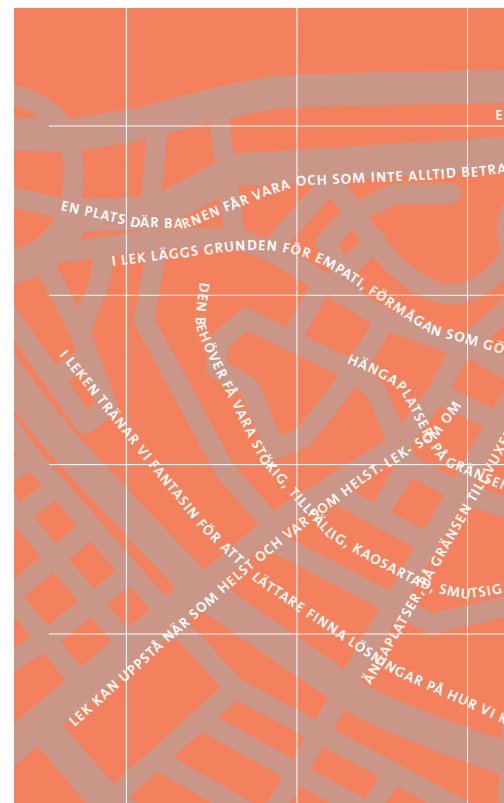 E
EN PLATS DÄR BARNEN FÅR VARA OCH SOM INTE ALLTID BETRA
I LEK LÄGGS GRUNDEN FÖR EMPATI, FÖRMÅGAN SOM GÖ
DEN BEHÖVER FÅ VARA STÖKIG, TILLFÄLLIG, KAOSARTAD, SMUTSIG
I LEKEN TRÄNAR VI FANTASIN FÖR ATT LÄTTARE FINNA LÖSNINGAR PÅ HUR VI
HÄNGAPLATSER, PÅ GRÄNSEN
LEK KAN UPPSTÅ NÄR SOM HELST OCH VAR SOM HELST. LEK- SOM OM
ÄNGAPLATSER, PÅ GRÄNSEN TILL VUXE